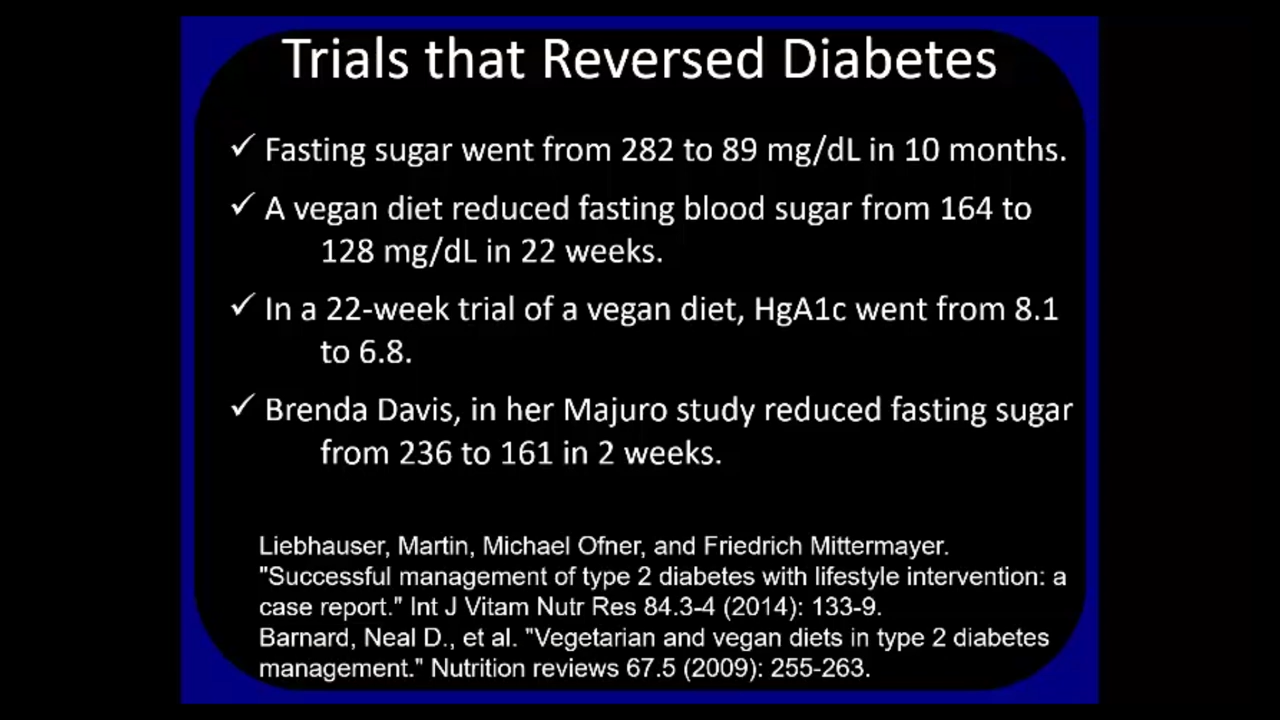 Trials that Reversed Diabetes
✓ Fasting sugar went from 282 to 89 mg/dL in 10 months.
✓ A vegan diet reduced fasting blood sugar from 164 to
128 mg/dL in 22 weeks.
✓ In a 22-week trial of a vegan diet, HgA1c went from 8.1
to 6.8.
✓ Brenda Davis, in her Majuro study reduced fasting sugar
from 236 to 161 in 2 weeks.
Liebhauser, Martin, Michael Ofner, and Friedrich Mittermayer.
"Successful management of type 2 diabetes with lifestyle intervention: a
case report." Int J Vitam Nutr Res 84.3-4 (2014): 133-9.
Barnard, Neal D., et al. "Vegetarian and vegan diets in type 2 diabetes
management." Nutrition reviews 67.5 (2009): 255-263.